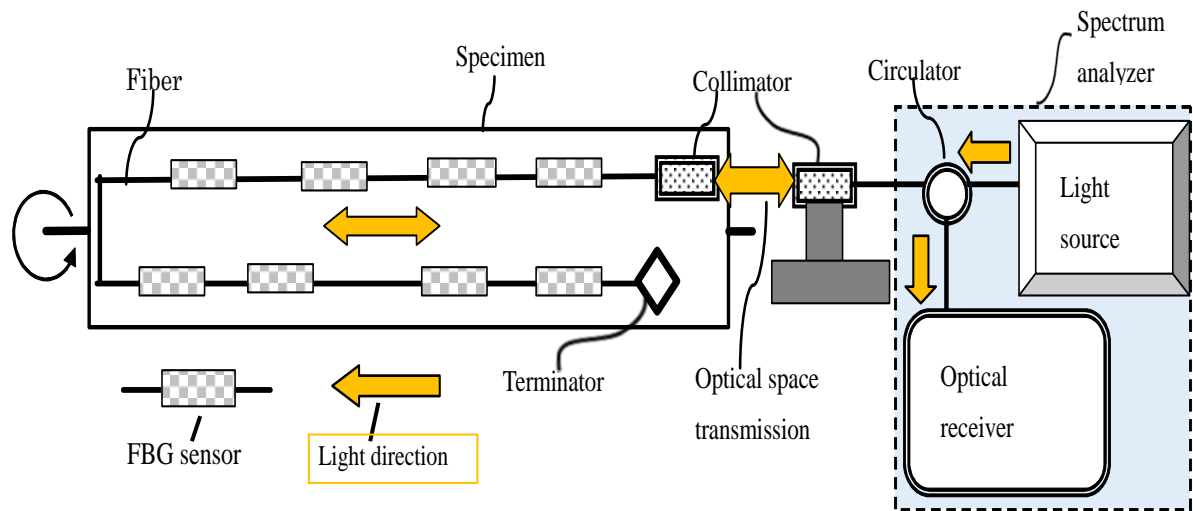 Spectrum
analyzer
Specimen
Collimator
Circulator
Fiber
Light
source
Terminator
Optical space
transmission
Optical
receiver
FBG sensor
Light direction